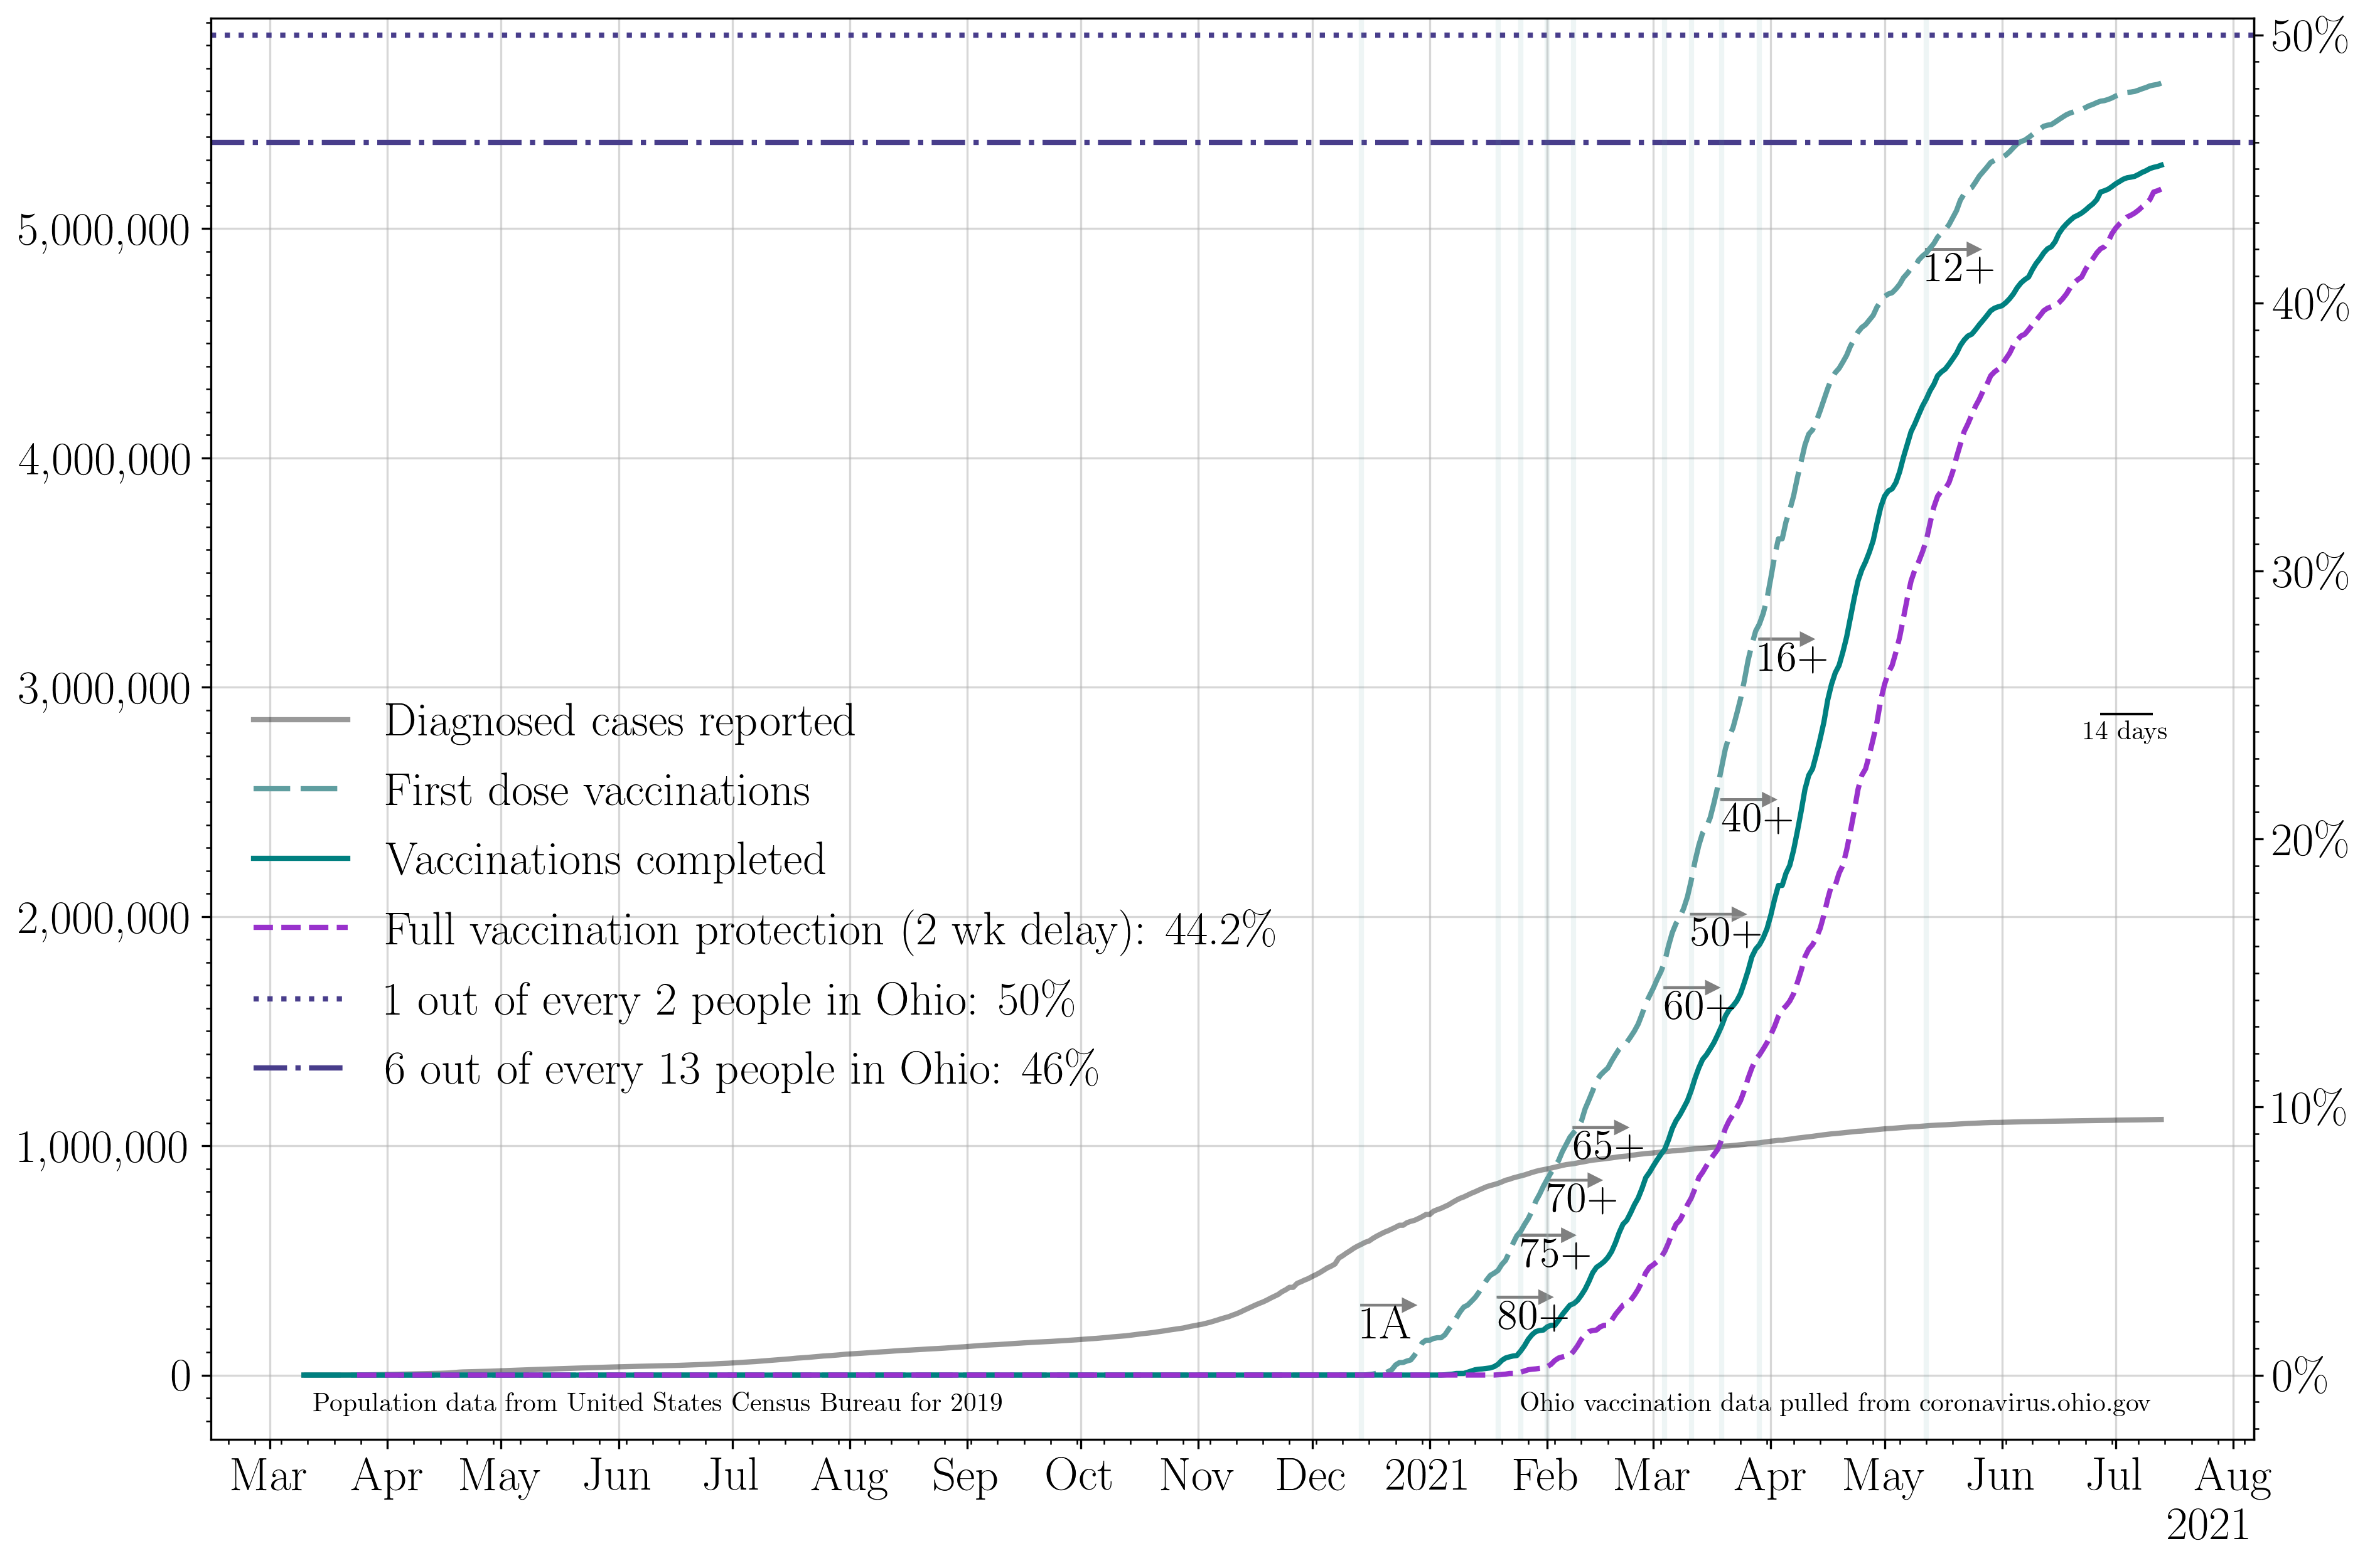 50%
5,000,000
12+
40%
4,000,000
30%
16+
3,000,000
Diagnosed cases reported
14 days
First dose vaccinations
40+
20%
Vaccinations completed
2,000,000
Full vaccination protection (2 wk delay): 44.2%
50+
1 out of every 2 people in Ohio: 50%
60+
6 out of every 13 people in Ohio: 46%
10%
1,000,000
65+
70+
75+
80+
1A
0
0%
Population data from United States Census Bureau for 2019
Ohio vaccination data pulled from coronavirus.ohio.gov
Mar Apr May Jun Jul Aug Sep Oct Nov Dec 2021 Feb Mar Apr May Jun Jul Aug
2021